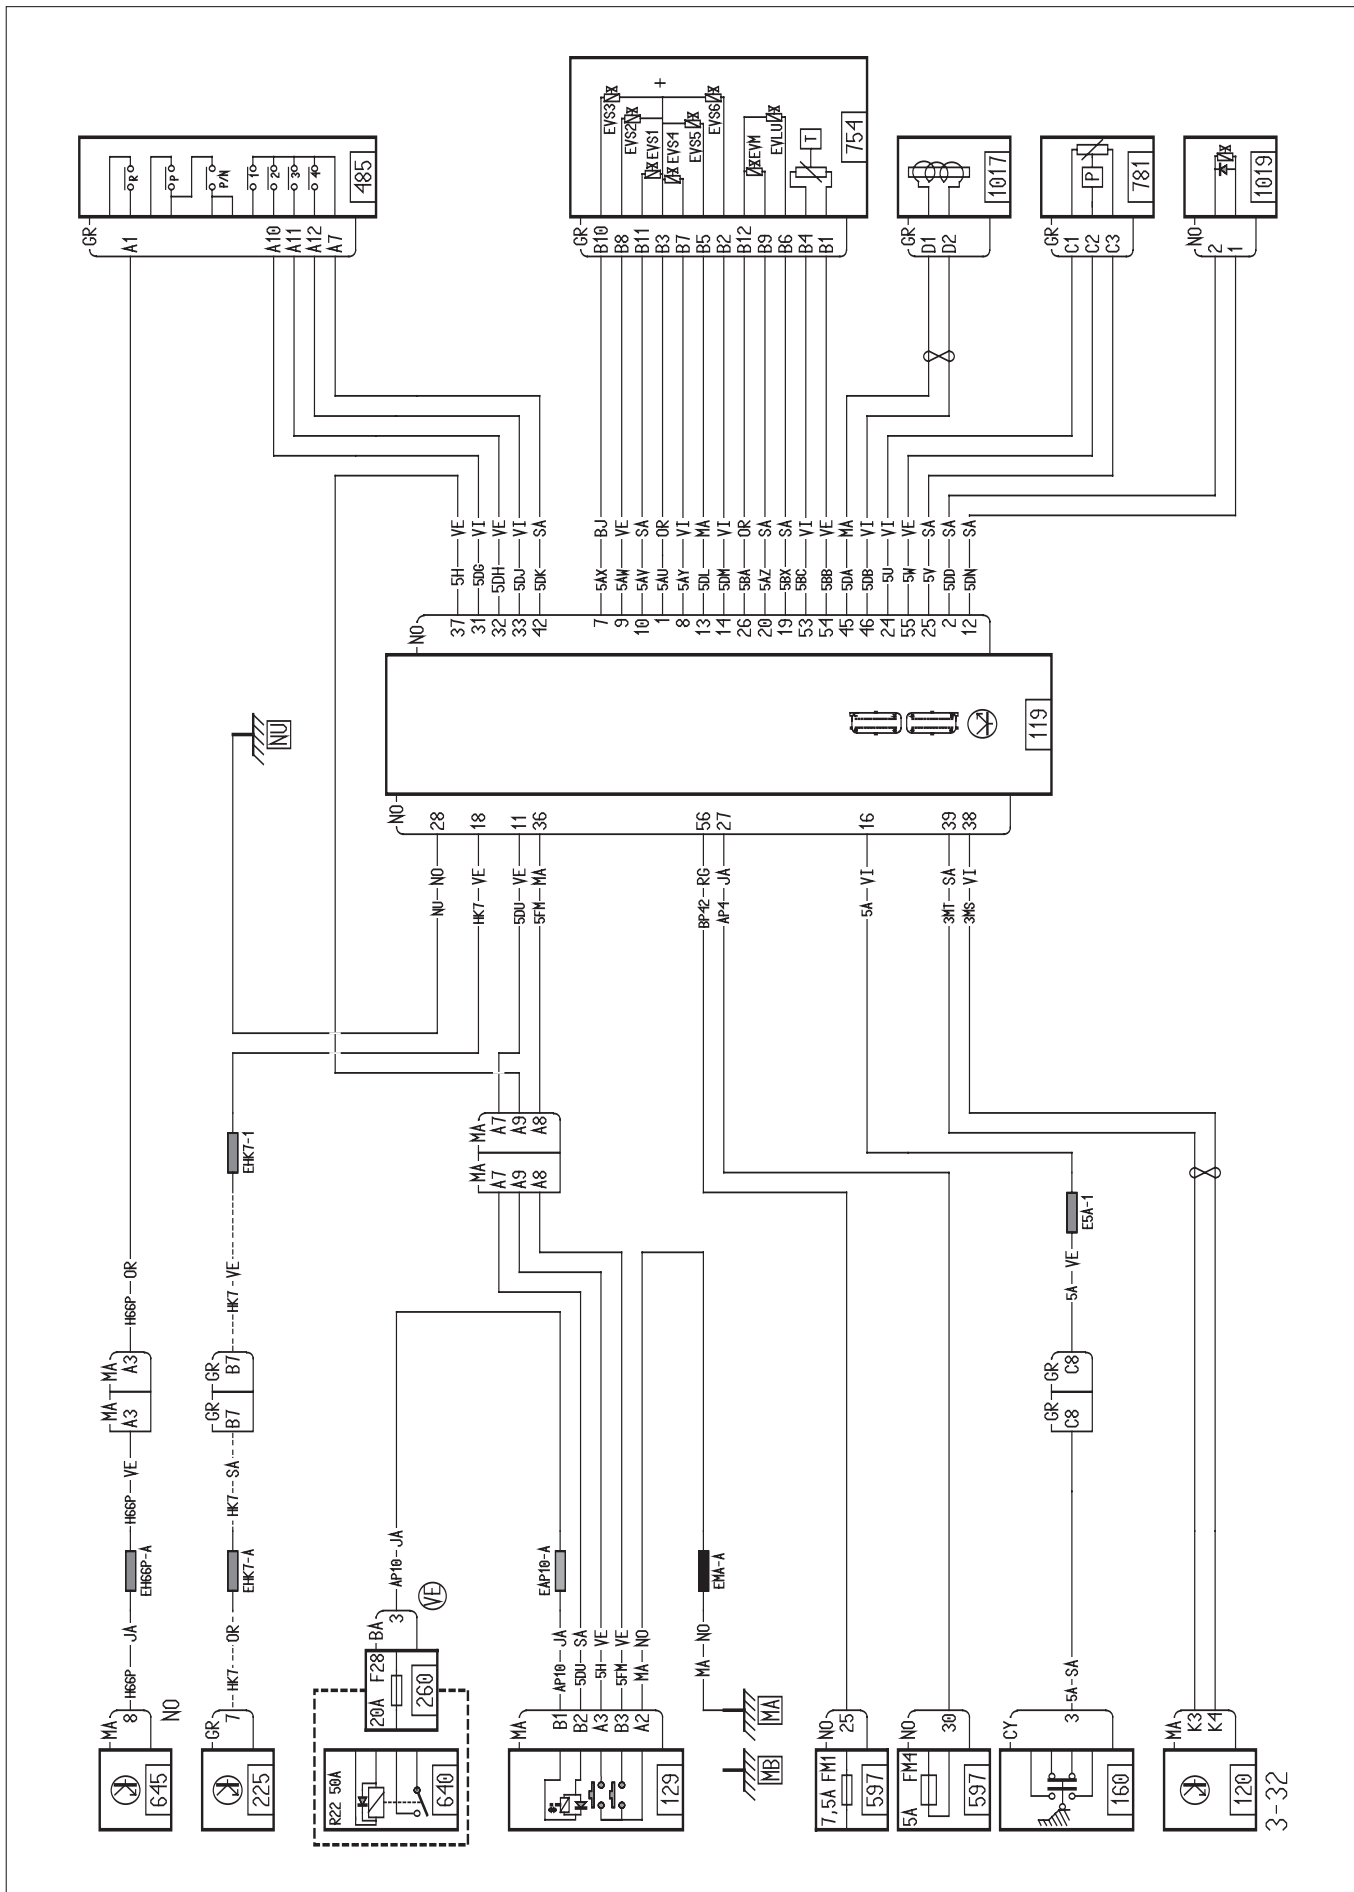 485
R
P
P/N
1
2
3
4
GR
A1
A10
A11
A12
A7
754
EVS3
EVS2
EVS1
EVS4
EVS5
EVS6
EVM
EVLU
+
T
GR
B10
B8
B11
B3
B7
B5
B2
B12
B9
B6
B4
B1
1017
GR
D1
D2
781
P
GR
C1
C2
C3
1019
NO
2
1
5H VE
5DG VI
5DH VE
5DJ VI
5DK SA
5AX BJ
5AW VE
5AV SA
5AU OR
5AY VI
5DL MA
5DM VI
5BA OR
5AZ SA
5BX SA
5BC VI
5BB VE
5DA MA
5DB VI
5U VI
5W VE
5V SA
5DD SA
5DN SA
NO
37
31
32
33
42
7
9
10
1
8
13
14
26
20
19
53
54
45
46
24
55
25
2
12
119
NU
NO
28
18
11
36
56
27
16
39
38
NU NO
HK7 VE
5DU VE
5FM MA
BP42 RG
AP4 JA
5A VI
3MT SA
3MS VI
EHK7-1
MA
A7
A9
A8
MA
A7
A9
A8
E5A-1
H66P OR
HK7 VE
5A VE
MA
A3
MA
A3
GR
B7
GR
B7
GR
C8
GR
C8
H66P VE
HK7 SA
EH66P-A
EHK7-A
AP10 JA
EAP10-A
EMA-A
VE
BA
3
20A F28
260
H66P JA
HK7 OR
AP10 JA
5DU SA
5H VE
5FM VE
MA NO
MA NO
5A SA
MA
8
NO
645
GR
7
225
R22 50A
640
MA
B1
B2
A3
B3
A2
129
MA
MB
NO
25
7,5A FM1
597
NO
30
5A FM4
597
CY
3
160
MA
K3
K4
120
3-32